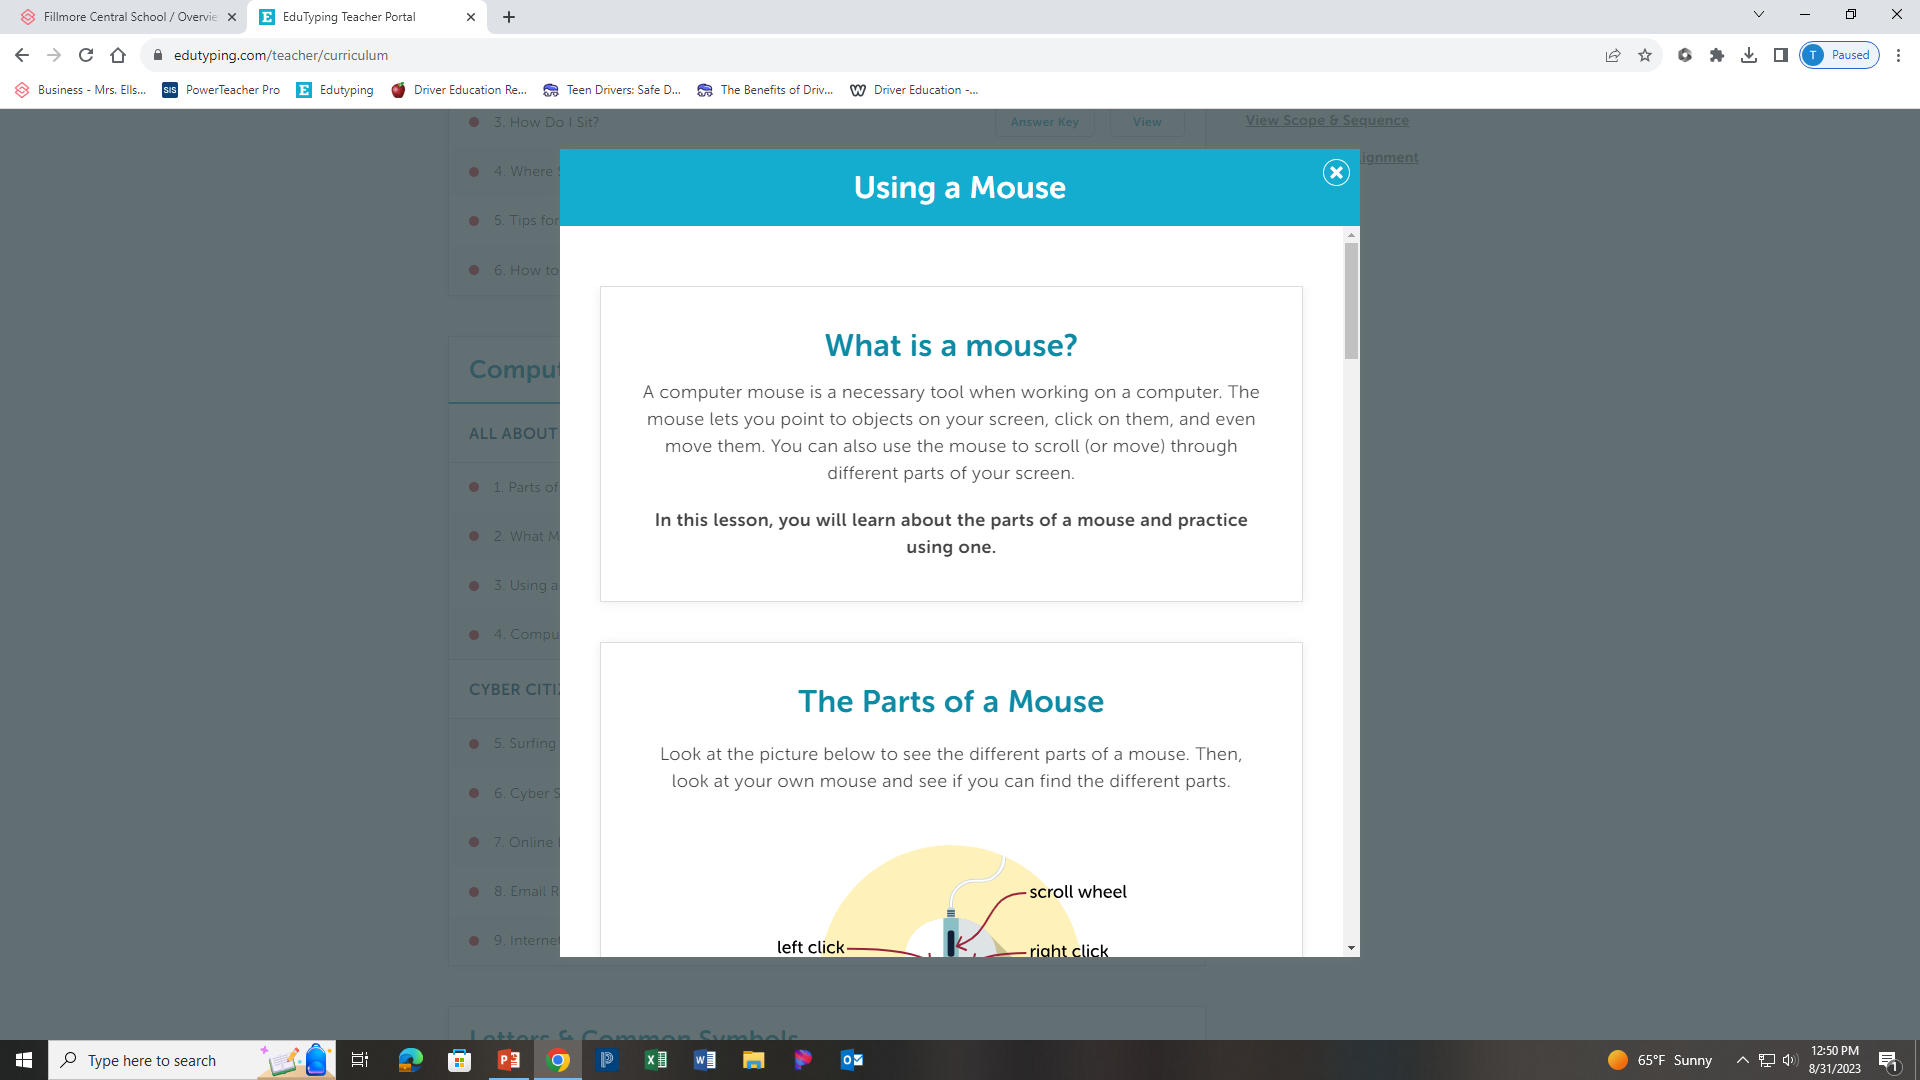 Fillmore Central School / Overvie
EduTyping Teacher Portal
edutyping.com/teacher/curriculum
T Paused
Business - Mrs. Ells...
SIS PowerTeacher Pro
E Edutyping
Driver Education Re...
Teen Drivers: Safe D...
The Benefits of Driv...
W Driver Education -...
3. How Do I Sit?
Answer Key
View
View Scope & Sequence
ignment
4. Where
5. Tips for
6. How to
Comput
ALL ABOUT
1. Parts of
2. What M
3. Using a
4. Compu
CYBER CITIZ
5. Surfing
6. Cyber S
7. Online
8. Email R
9. Internet
Letters & Common Symbols
Using a Mouse
What is a mouse?
A computer mouse is a necessary tool when working on a computer. The
mouse lets you point to objects on your screen, click on them, and even
move them. You can also use the mouse to scroll (or move) through
different parts of your screen.
In this lesson, you will learn about the parts of a mouse and practice
using one.
The Parts of a Mouse
Look at the picture below to see the different parts of a mouse. Then,
look at your own mouse and see if you can find the different parts.
scroll wheel
left click
right click
Type here to search
65°F Sunny
12:50 PM
8/31/2023
1